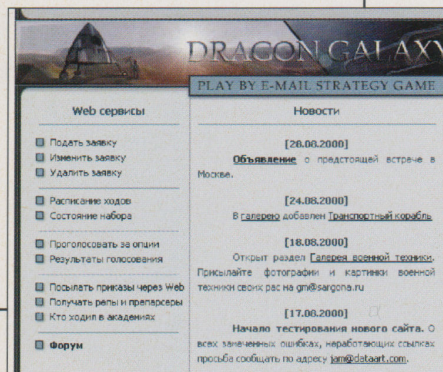 DRAGON GALAXY
PLAY BY E-MAIL STRATEGY GAME
Web сервисы
Подать заявку
Изменить заявку
Удалить заявку
Расписание ходов
Состояние набора
Проголосовать за опции
Результаты голосования
Посылать приказы через Web
Получать репы и препарсеры
Кто ходил в академиях
Форум
Новости
[28.08.2000]
Объявление о предстоящей встрече в
Москве.
[24.08.2000]
В галерею добавлен Транспортный корабль
[18.08.2000]
Открыт раздел Галерея военной техники.
Присылайте фотографии и картинки военной
техники своих рас на gm@sargona.ru
[17.08.2000]
Начало тестирования нового сайта. О
всех замеченных ошибках, неработающих ссылках
просьба сообщать по адресу jam@dataart.com.